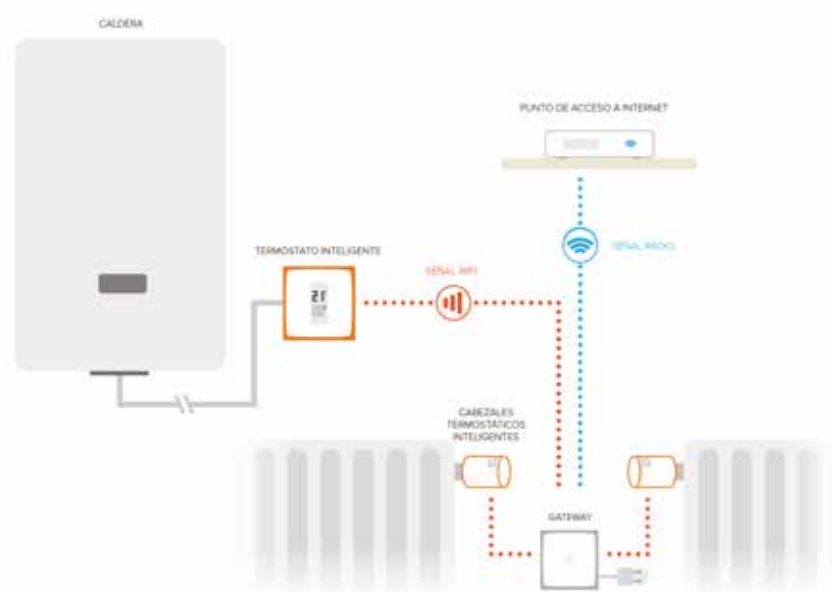 CALDERA
PUNTO DE ACCESO A INTERNET
SEÑAL RADIO
TERMOSTATO INTELIGENTE
SEÑAL WIFI
21
CABEZALES
TERMOSTÁTICOS
INTELIGENTES
GATEWAY